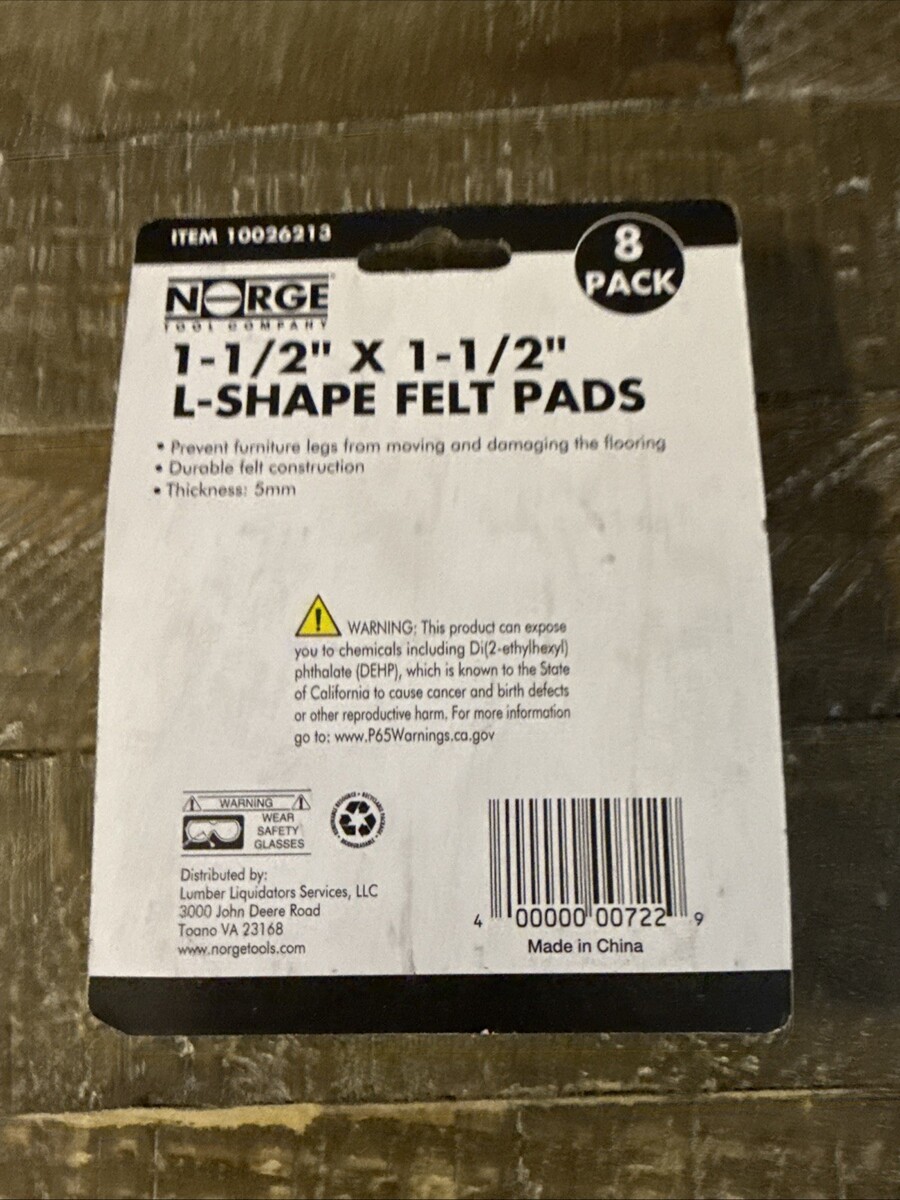 ITEM 10026213
8
PACK
NORGE
TOOL COMPANY
1-1/2" X 1-1/2"
L-SHAPE FELT PADS
• Prevent furniture legs from moving and damaging the flooring
• Durable felt construction
• Thickness: 5mm
WARNING: This product can expose
you to chemicals including Di(2-ethylhexyl)
phthalate (DEHP), which is known to the State
of California to cause cancer and birth defects
or other reproductive harm. For more information
go to: www.P65Warnings.ca.gov
WARNING
WEAR
SAFETY
GLASSES
Distributed by:
Lumber Liquidators Services, LLC
3000 John Deere Road
Toano VA 23168
www.norgetools.com
4 00000 00722 9
Made in China